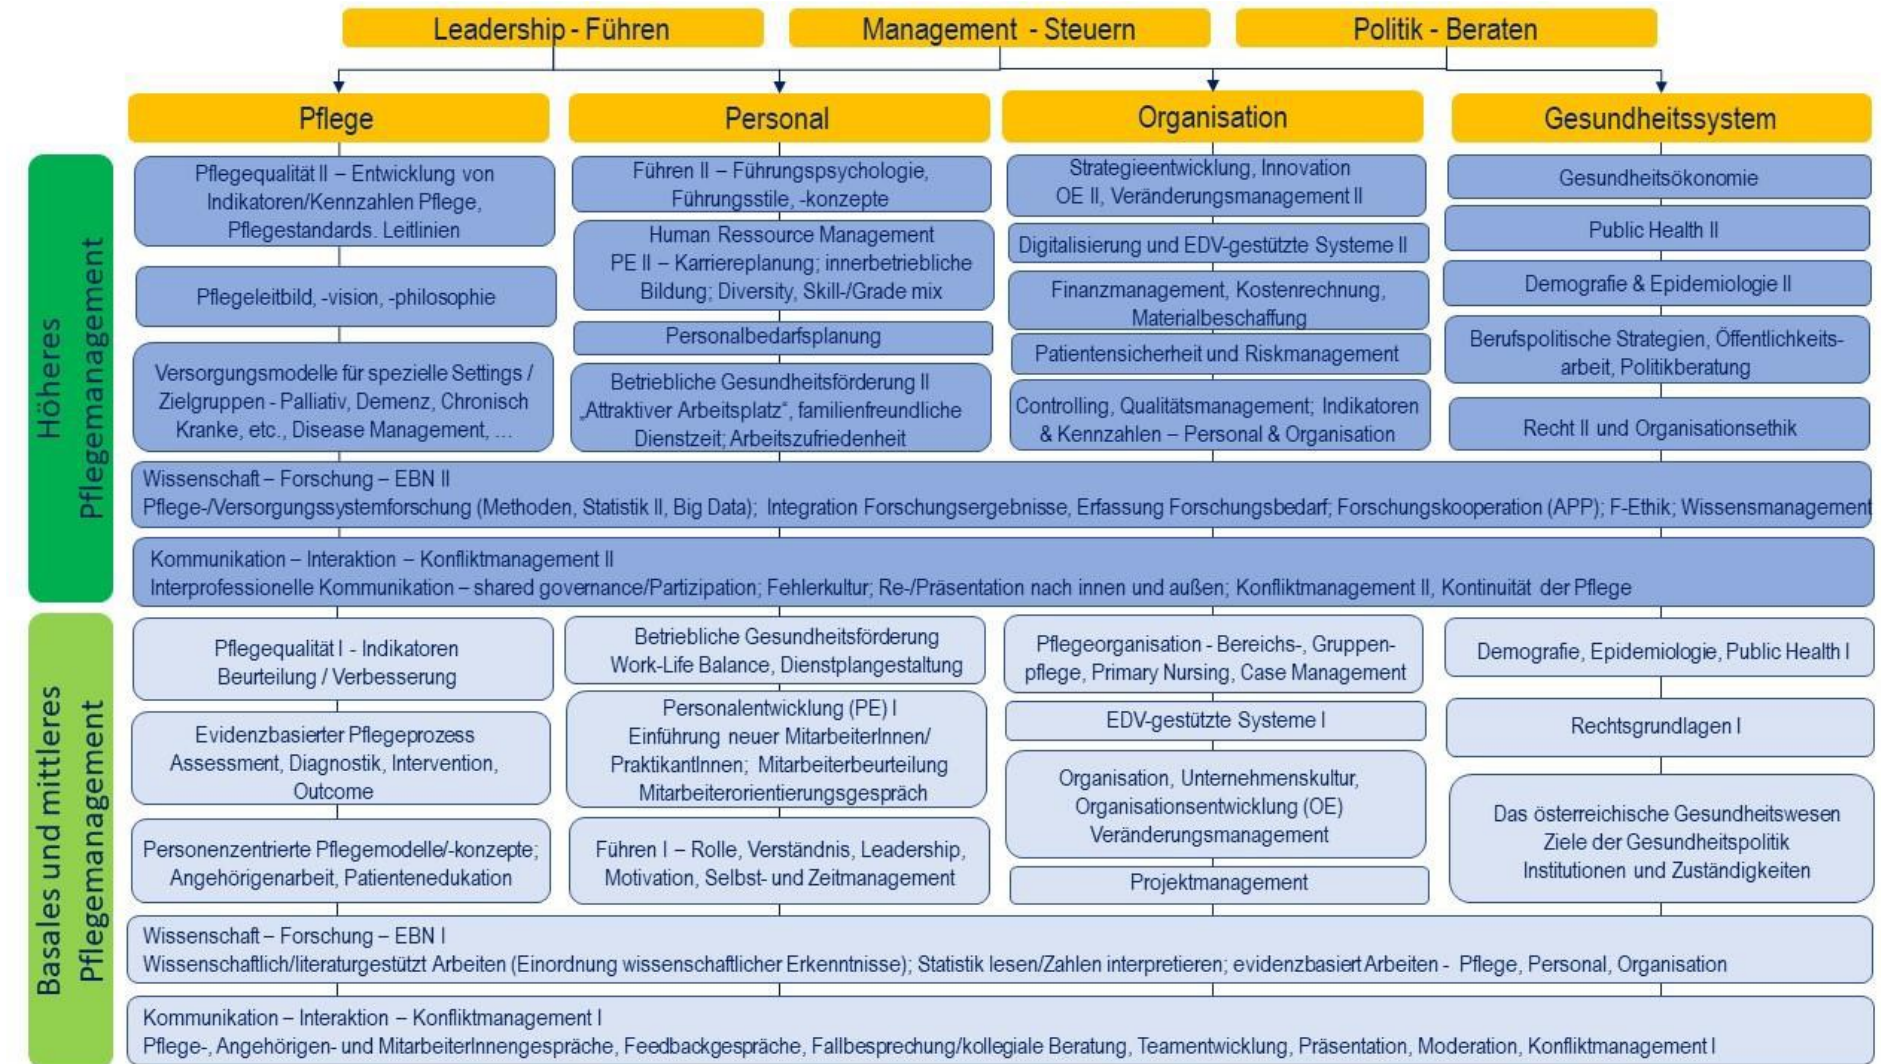 Leadership - Führen
Management - Steuern
Politik - Beraten
Pflege
Personal
Organisation
Gesundheitssystem
Höheres
Pflegemanagement
Pflegequalität II – Entwicklung von
Indikatoren/Kennzahlen Pflege,
Pflegestandards. Leitlinien
Pflegeleitbild, -vision, -philosophie
Versorgungsmodelle für spezielle Settings /
Zielgruppen - Palliativ, Demenz, Chronisch
Kranke, etc., Disease Management, …
Führen II – Führungspsychologie,
Führungsstile, -konzepte
Human Ressource Management
PE II – Karriereplanung; innerbetriebliche
Bildung; Diversity, Skill-/Grade mix
Personalbedarfsplanung
Betriebliche Gesundheitsförderung II
„Attraktiver Arbeitsplatz“, familienfreundliche
Dienstzeit; Arbeitszufriedenheit
Strategieentwicklung, Innovation
OE II, Veränderungsmanagement II
Digitalisierung und EDV-gestützte Systeme II
Finanzmanagement, Kostenrechnung,
Materialbeschaffung
Patientensicherheit und Riskmanagement
Controlling, Qualitätsmanagement; Indikatoren
& Kennzahlen – Personal & Organisation
Gesundheitsökonomie
Public Health II
Demografie & Epidemiologie II
Berufspolitische Strategien, Öffentlichkeits-
arbeit, Politikberatung
Recht II und Organisationsethik
Wissenschaft – Forschung – EBN II
Pflege-/Versorgungssystemforschung (Methoden, Statistik II, Big Data); Integration Forschungsergebnisse, Erfassung Forschungsbedarf; Forschungskooperation (APP); F-Ethik; Wissensmanagement
Kommunikation – Interaktion – Konfliktmanagement II
Interprofessionelle Kommunikation – shared governance/Partizipation; Fehlerkultur; Re-/Präsentation nach innen und außen; Konfliktmanagement II, Kontinuität der Pflege
Basales und mittleres
Pflegemanagement
Pflegequalität I - Indikatoren
Beurteilung / Verbesserung
Evidenzbasierter Pflegeprozess
Assessment, Diagnostik, Intervention,
Outcome
Personenzentrierte Pflegemodelle/-konzepte;
Angehörigenarbeit, Patientenedukation
Betriebliche Gesundheitsförderung
Work-Life Balance, Dienstplangestaltung
Personalentwicklung (PE) I
Einführung neuer MitarbeiterInnen/
PraktikantInnen; Mitarbeiterbeurteilung
Mitarbeiterorientierungsgespräch
Führen I – Rolle, Verständnis, Leadership,
Motivation, Selbst- und Zeitmanagement
Pflegeorganisation - Bereichs-, Gruppen-
pflege, Primary Nursing, Case Management
EDV-gestützte Systeme I
Organisation, Unternehmenskultur,
Organisationsentwicklung (OE)
Veränderungsmanagement
Projektmanagement
Demografie, Epidemiologie, Public Health I
Rechtsgrundlagen I
Das österreichische Gesundheitswesen
Ziele der Gesundheitspolitik
Institutionen und Zuständigkeiten
Wissenschaft – Forschung – EBN I
Wissenschaftlich/literaturgestützt Arbeiten (Einordnung wissenschaftlicher Erkenntnisse); Statistik lesen/Zahlen interpretieren; evidenzbasiert Arbeiten - Pflege, Personal, Organisation
Kommunikation – Interaktion – Konfliktmanagement I
Pflege-, Angehörigen- und MitarbeiterInnengespräche, Feedbackgespräche, Fallbesprechung/kollegiale Beratung, Teamentwicklung, Präsentation, Moderation, Konfliktmanagement I